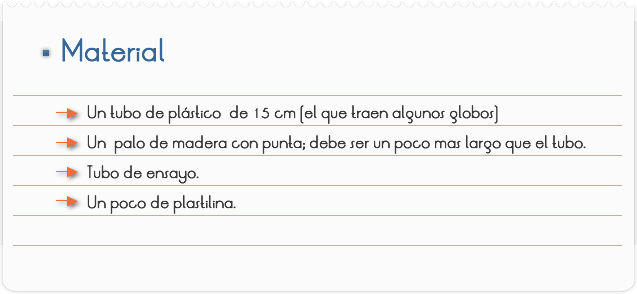 Material
Un tubo de plástico de 15 cm (el que traen algunos globos)
Un palo de madera con punta; debe ser un poco mas largo que el tubo.
Tubo de ensayo.
Un poco de plastilina.